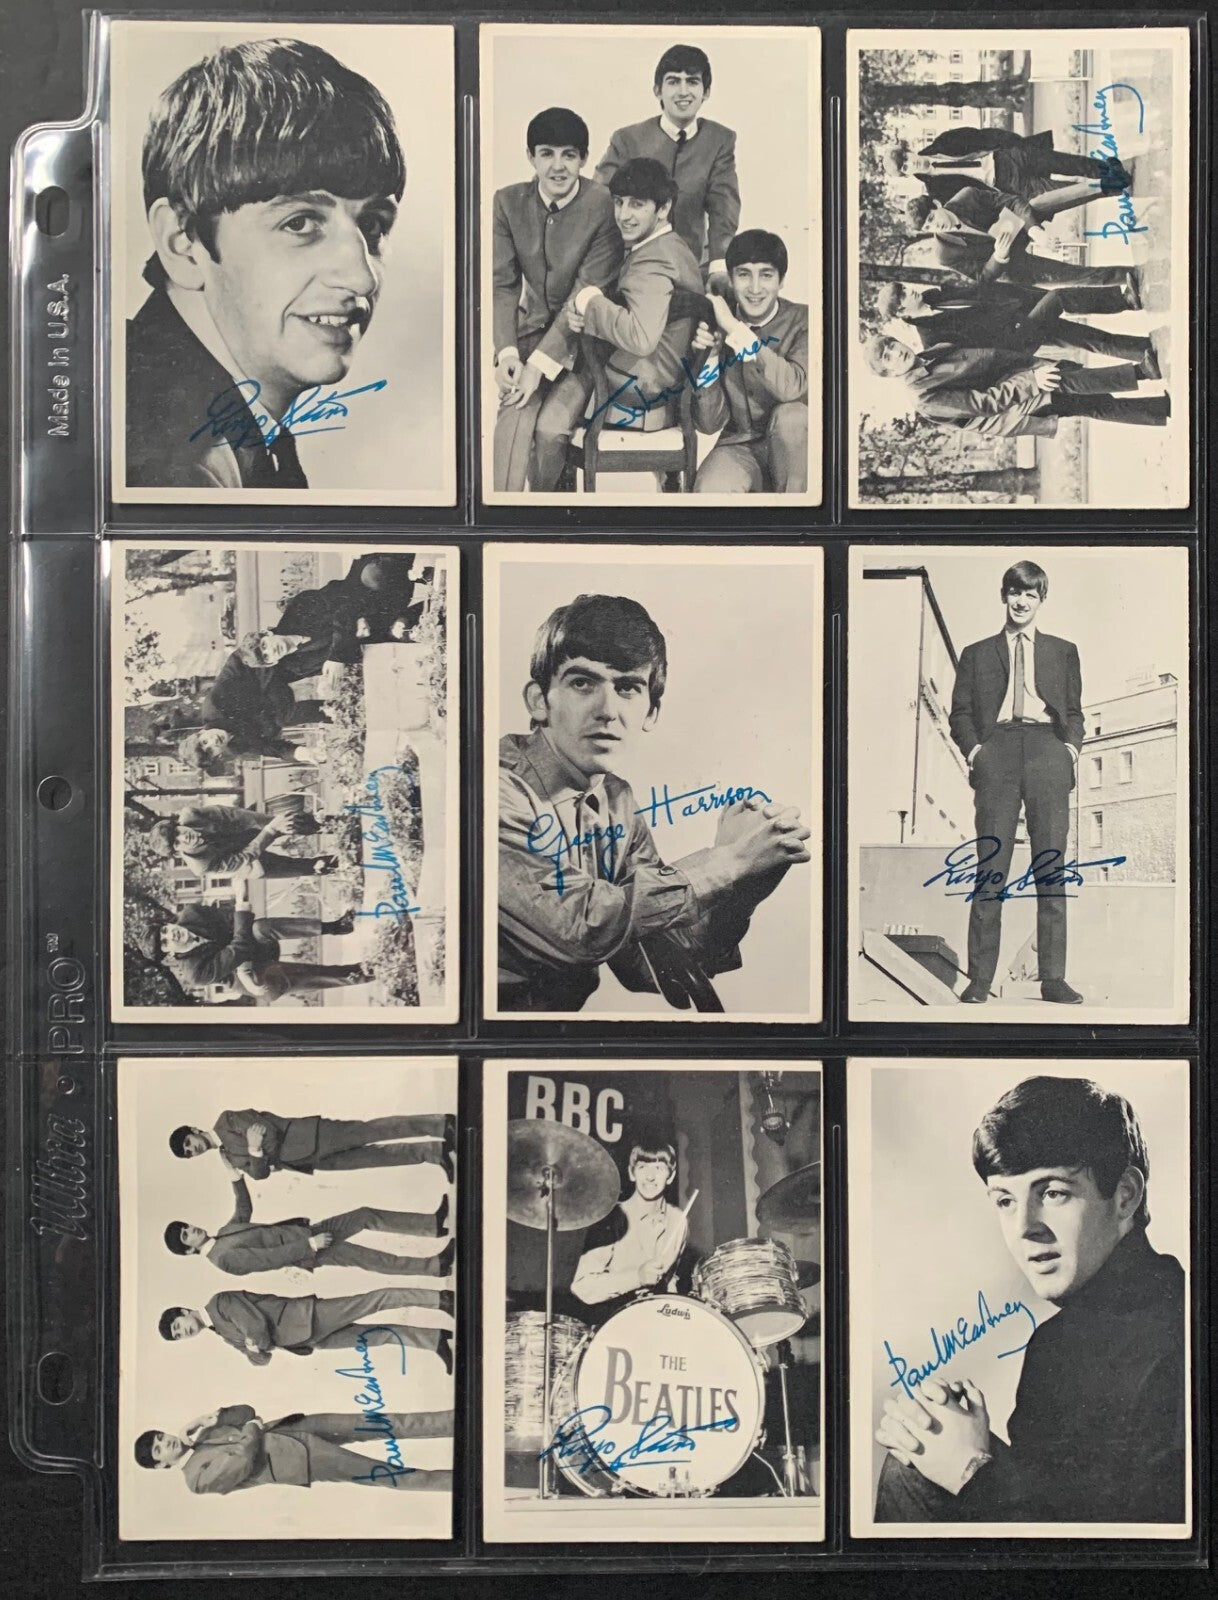 Made in U.S.A.
Ultra • PRO™
Ringo Starr
John Lennon
Paul McCartney
Paul McCartney
George Harrison
Ringo Starr
Paul McCartney
BBC
Ludwig
THE
BEATLES
Ringo Starr
Paul McCartney